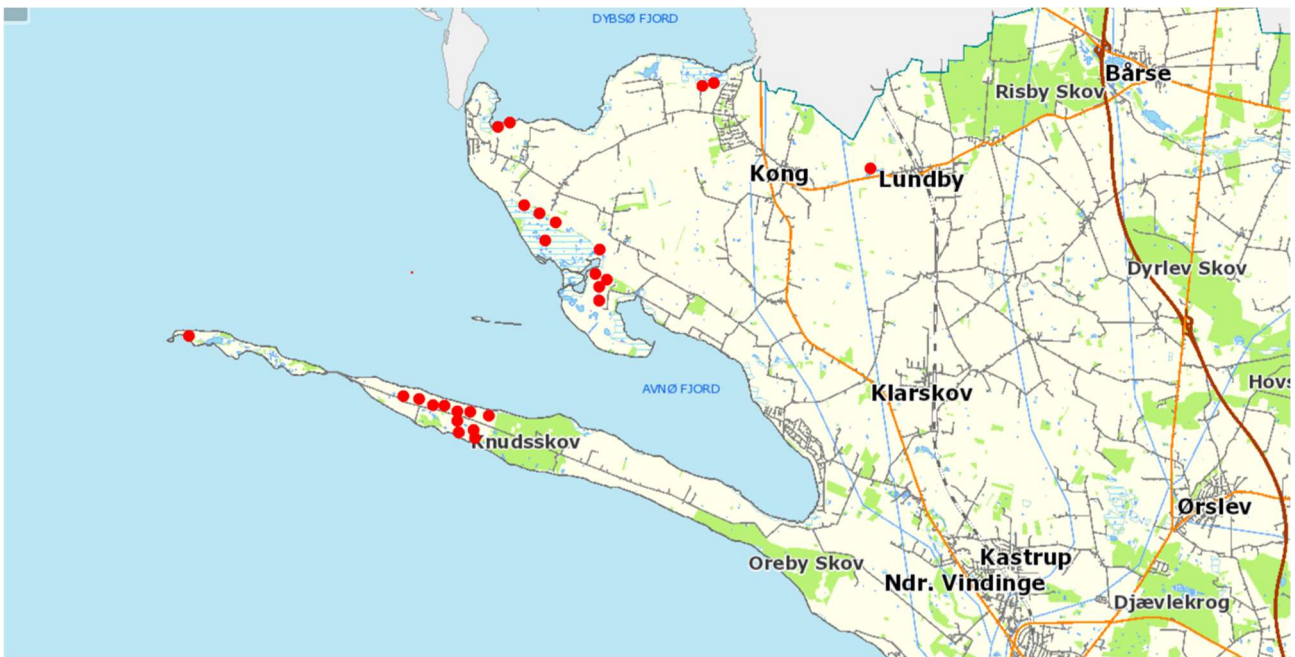 DYBSØ FJORD
Bårse
Risby Skov
Køng
Lundby
Dyrlev Skov
AVNØ FJORD
Hovs
Klarskov
Knudsskov
Ørslev
Kastrup
Oreby Skov
Ndr. Vindinge
Djævlekrog